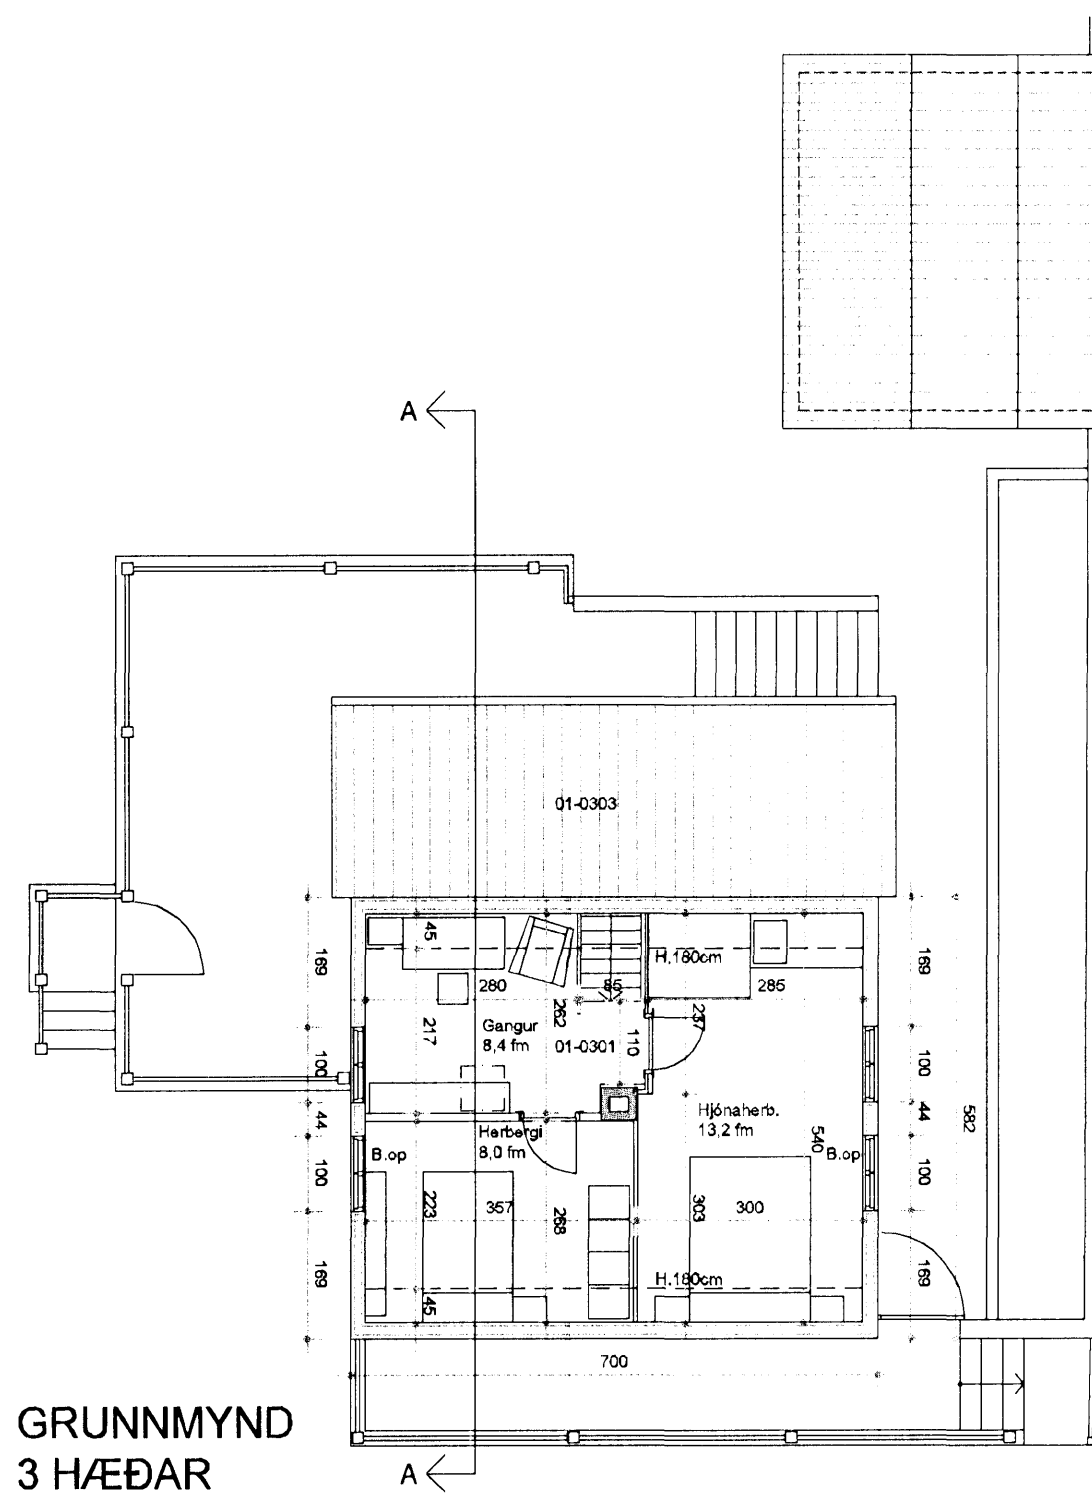 A
01-0303
169
45
H.180cm
169
280
85
285
217
262
237
Gangur
8,4 fm
01-0301
110
100
100
44
Hjónaherb.
13,2 fm
44
582
Herbergi
8,0 fm
540
B.op
B.op
100
100
223
357
268
303
300
169
45
H.180cm
169
700
GRUNNMYND
3 HÆÐAR
A